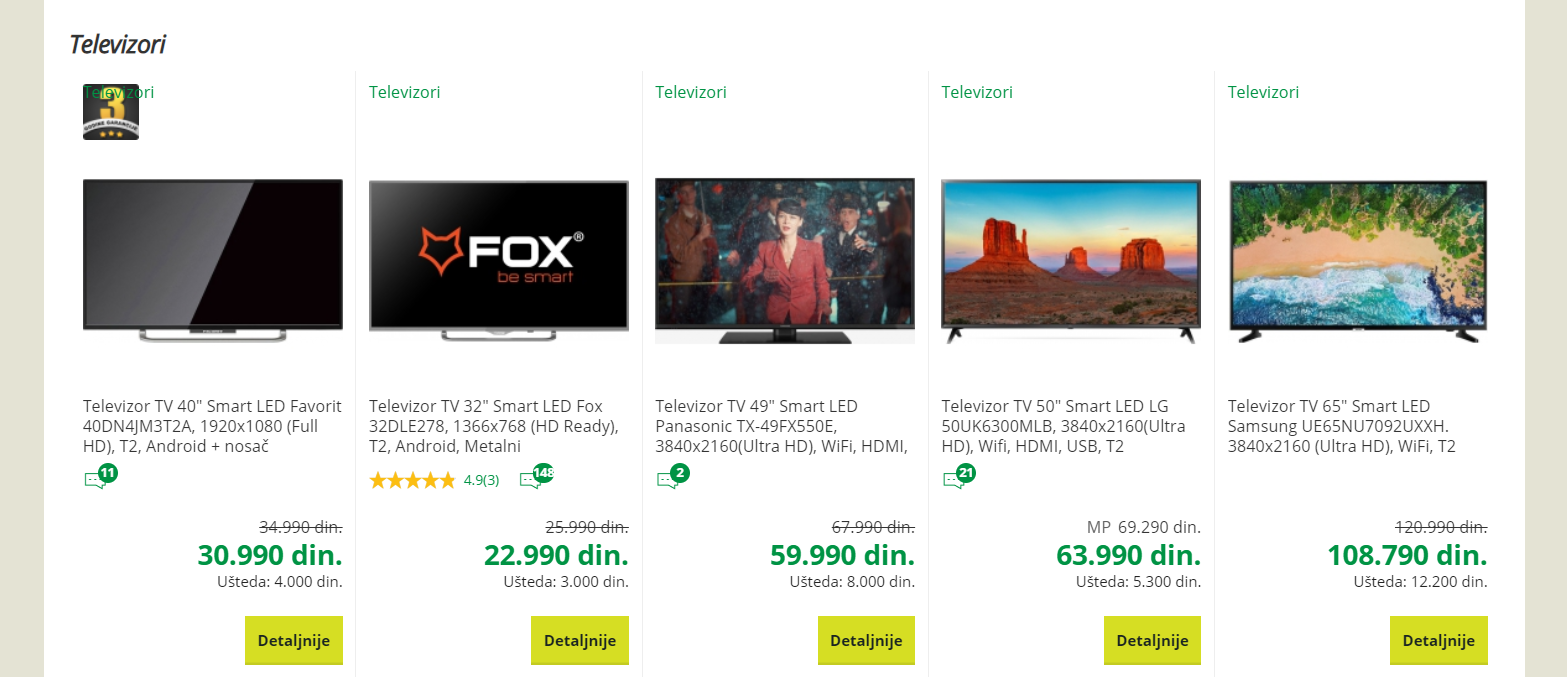 Televizori
Televizori
3
GODINE GARANCIJE
Televizor TV 40" Smart LED Favorit
40DN4JM3T2A, 1920x1080 (Full
HD), T2, Android + nosač
11
34.990 din.
30.990 din.
Ušteda: 4.000 din.
Detaljnije
Televizori
FOX®
be smart
Televizor TV 32" Smart LED Fox
32DLE278, 1366x768 (HD Ready),
T2, Android, Metalni
4.9(3)
148
25.990 din.
22.990 din.
Ušteda: 3.000 din.
Detaljnije
Televizori
Televizor TV 49" Smart LED
Panasonic TX-49FX550E,
3840x2160(Ultra HD), WiFi, HDMI,
2
67.990 din.
59.990 din.
Ušteda: 8.000 din.
Detaljnije
Televizori
Televizor TV 50" Smart LED LG
50UK6300MLB, 3840x2160(Ultra
HD), Wifi, HDMI, USB, T2
21
MP 69.290 din.
63.990 din.
Ušteda: 5.300 din.
Detaljnije
Televizori
Televizor TV 65" Smart LED
Samsung UE65NU7092UXXH.
3840x2160 (Ultra HD), WiFi, T2
120.990 din.
108.790 din.
Ušteda: 12.200 din.
Detaljnije